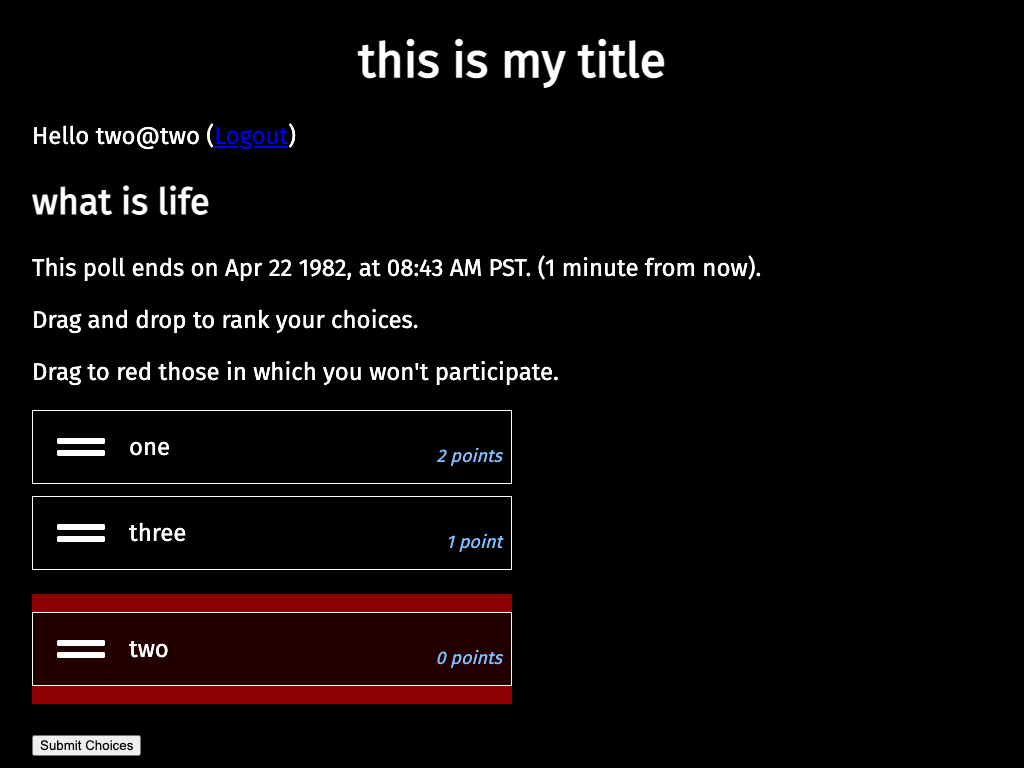 this is my title
Hello two@two (Logout)
what is life
This poll ends on Apr 22 1982, at 08:43 AM PST. (1 minute from now).
Drag and drop to rank your choices.
Drag to red those in which you won't participate.
one
2 points
three
1 point
two
0 points
Submit Choices